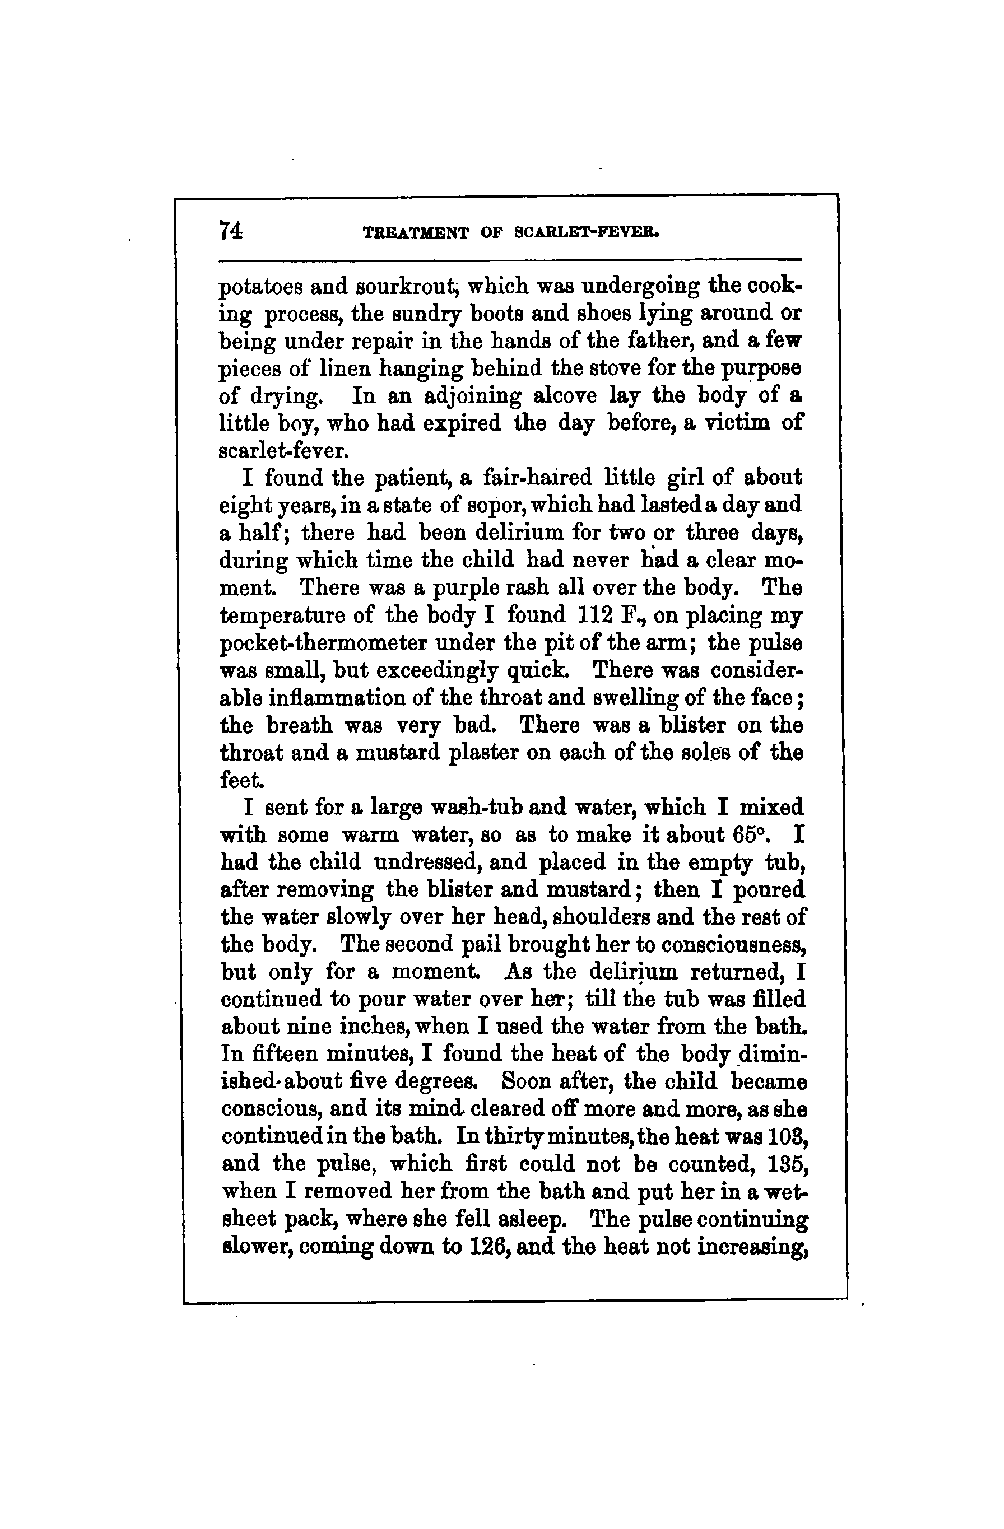 74 TREATMENT OF SCARLET-FEVER.
potatoes and sourkrout, which was undergoing the cook-
ing process, the sundry boots and shoes lying around or
being under repair in the hands of the father, and a few
pieces of linen hanging behind the stove for the purpose
of drying. In an adjoining alcove lay the body of a
little boy, who had expired the day before, a victim of
scarlet-fever.
I found the patient, a fair-haired little girl of about
eight years, in a state of sopor, which had lasted a day and
a half; there had been delirium for two or three days,
during which time the child had never had a clear mo-
ment. There was a purple rash all over the body. The
temperature of the body I found 112 F., on placing my
pocket-thermometer under the pit of the arm; the pulse
was small, but exceedingly quick. There was consider-
able inflammation of the throat and swelling of the face;
the breath was very bad. There was a blister on the
throat and a mustard plaster on each of the soles of the
feet.
I sent for a large wash-tub and water, which I mixed
with some warm water, so as to make it about 65°. I
had the child undressed, and placed in the empty tub,
after removing the blister and mustard; then I poured
the water slowly over her head, shoulders and the rest of
the body. The second pail brought her to consciousness,
but only for a moment. As the delirium returned, I
continued to pour water over her; till the tub was filled
about nine inches, when I used the water from the bath.
In fifteen minutes, I found the heat of the body dimin-
ished about five degrees. Soon after, the child became
conscious, and its mind cleared off more and more, as she
continued in the bath. In thirty minutes, the heat was 103,
and the pulse, which first could not be counted, 135,
when I removed her from the bath and put her in a wet-
sheet pack, where she fell asleep. The pulse continuing
slower, coming down to 126, and the heat not increasing,